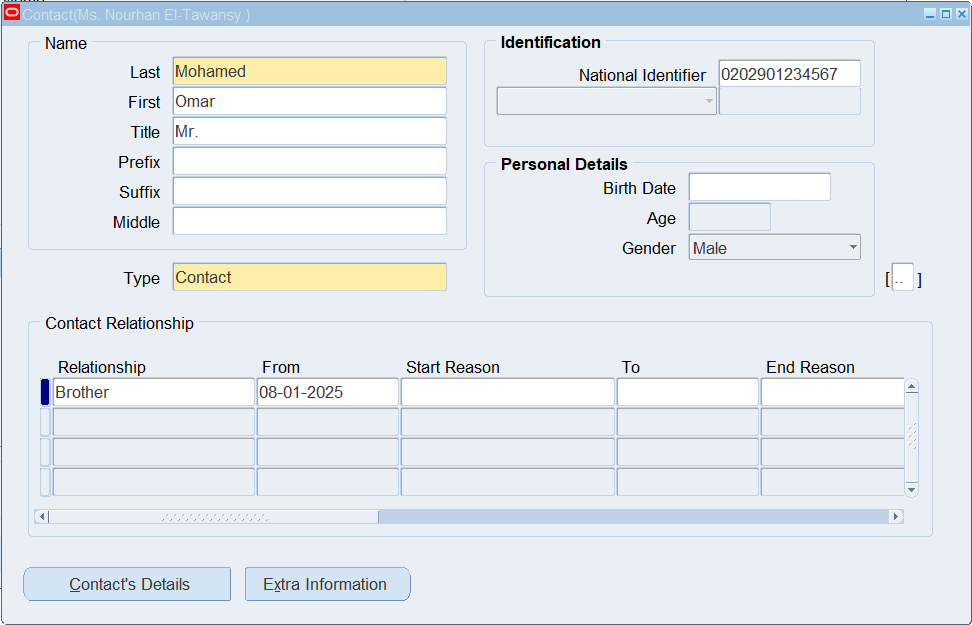 Contact(Ms. Nourhan El-Tawansy )
Name
Last Mohamed
First Omar
Title Mr.
Prefix
Suffix
Middle
Type Contact
Identification
National Identifier 0202901234567
Personal Details
Birth Date
Age
Gender Male
[ .. ]
Contact Relationship
Relationship From Start Reason To End Reason
Brother 08-01-2025
Contact's Details Extra Information